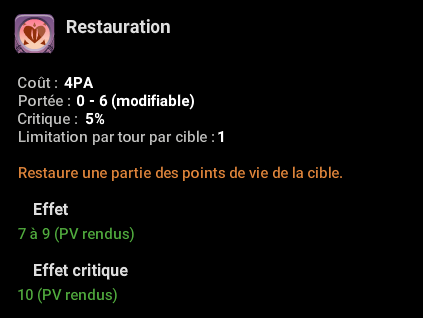 Restauration
Coût : 4PA
Portée : 0 - 6 (modifiable)
Critique : 5%
Limitation par tour par cible : 1
Restaure une partie des points de vie de la cible.
Effet
7 à 9 (PV rendus)
Effet critique
10 (PV rendus)